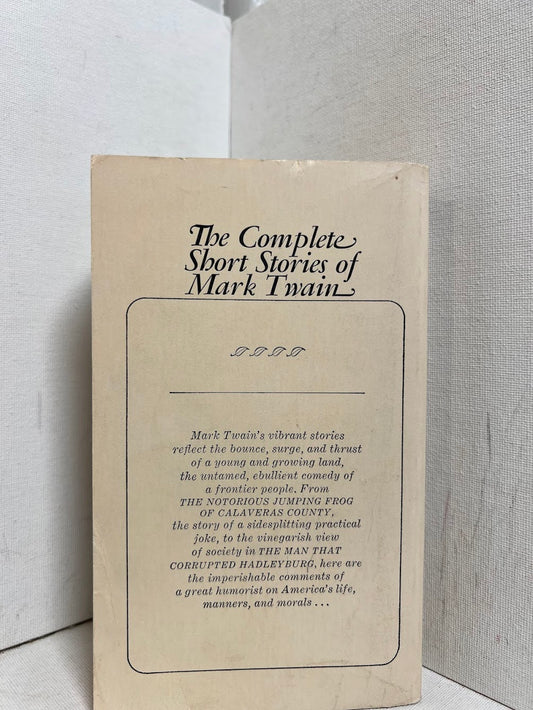 The Complete
Short Stories of
Mark Twain
Mark Twain's vibrant stories
reflect the bounce, surge, and thrust
of a young and growing land,
the untamed, ebullient comedy of
a frontier people. From
THE NOTORIOUS JUMPING FROG
OF CALAVERAS COUNTY,
the story of a sidesplitting practical
joke, to the vinegarish view
of society in THE MAN THAT
CORRUPTED HADLEYBURG, here are
the imperishable comments of
a great humorist on America's life,
manners, and morals . . .